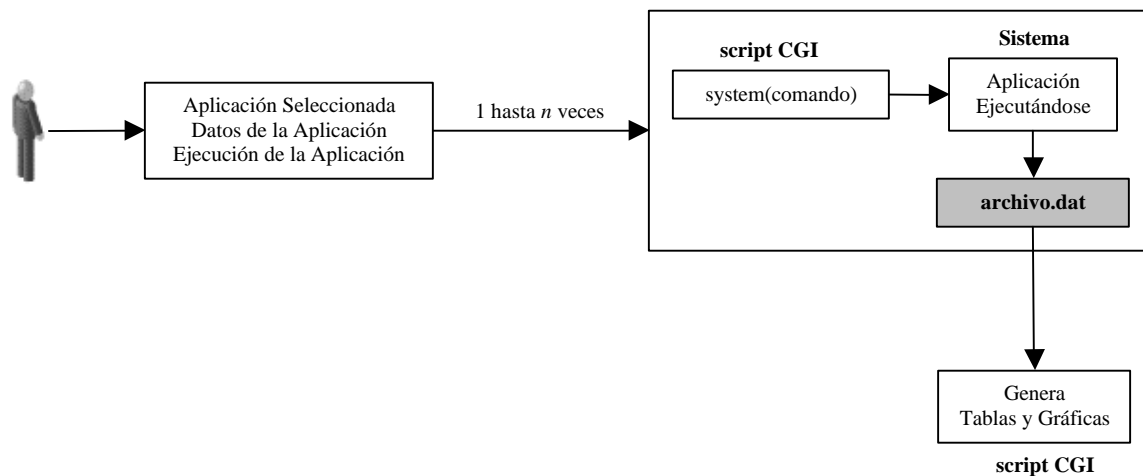 script CGI
Sistema
system(comando)
Aplicación
Ejecutándose
Aplicación Seleccionada
Datos de la Aplicación
Ejecución de la Aplicación
1 hasta n veces
archivo.dat
Genera
Tablas y Gráficas
script CGI